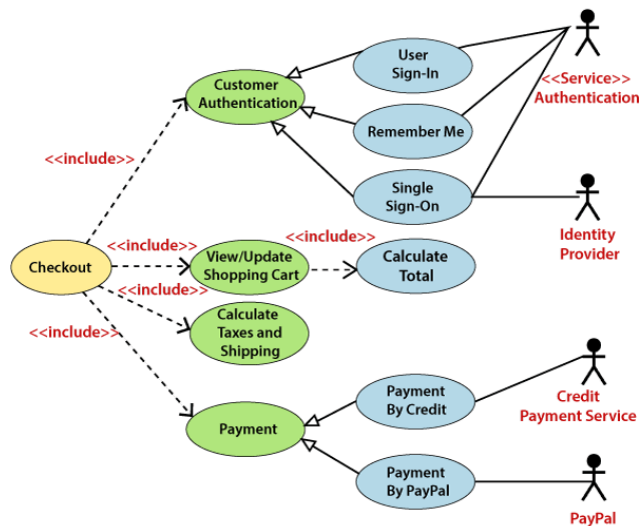 User
Sign-In
<<Service>>
Authentication
Customer
Authentication
Remember Me
<<include>>
Single
Sign-On
Identity
Provider
<<include>>
<<include>>
Checkout
View/Update
Shopping Cart
Calculate
Total
<<include>>
Calculate
Taxes and
Shipping
<<include>>
Payment
By Credit
Credit
Payment Service
Payment
Payment
By PayPal
PayPal